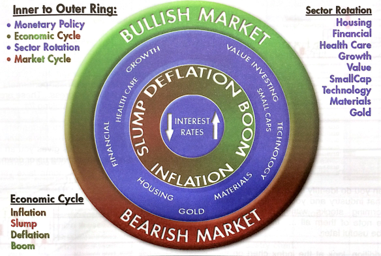 Inner to Outer Ring:
• Monetary Policy
• Economic Cycle
• Sector Rotation
• Market Cycle
Sector Rotation
Housing
Financial
Health Care
Growth
Value
SmallCap
Technology
Materials
Gold
BULLISH MARKET
GROWTH
VALUE INVESTING
HEALTH CARE
SMALL CAPS
FINANCIAL
TECHNOLOGY
DEFLATION
SLUMP
BOOM
INTEREST
RATES
INFLATION
HOUSING
MATERIALS
GOLD
BEARISH MARKET
Economic Cycle
Inflation
Slump
Deflation
Boom